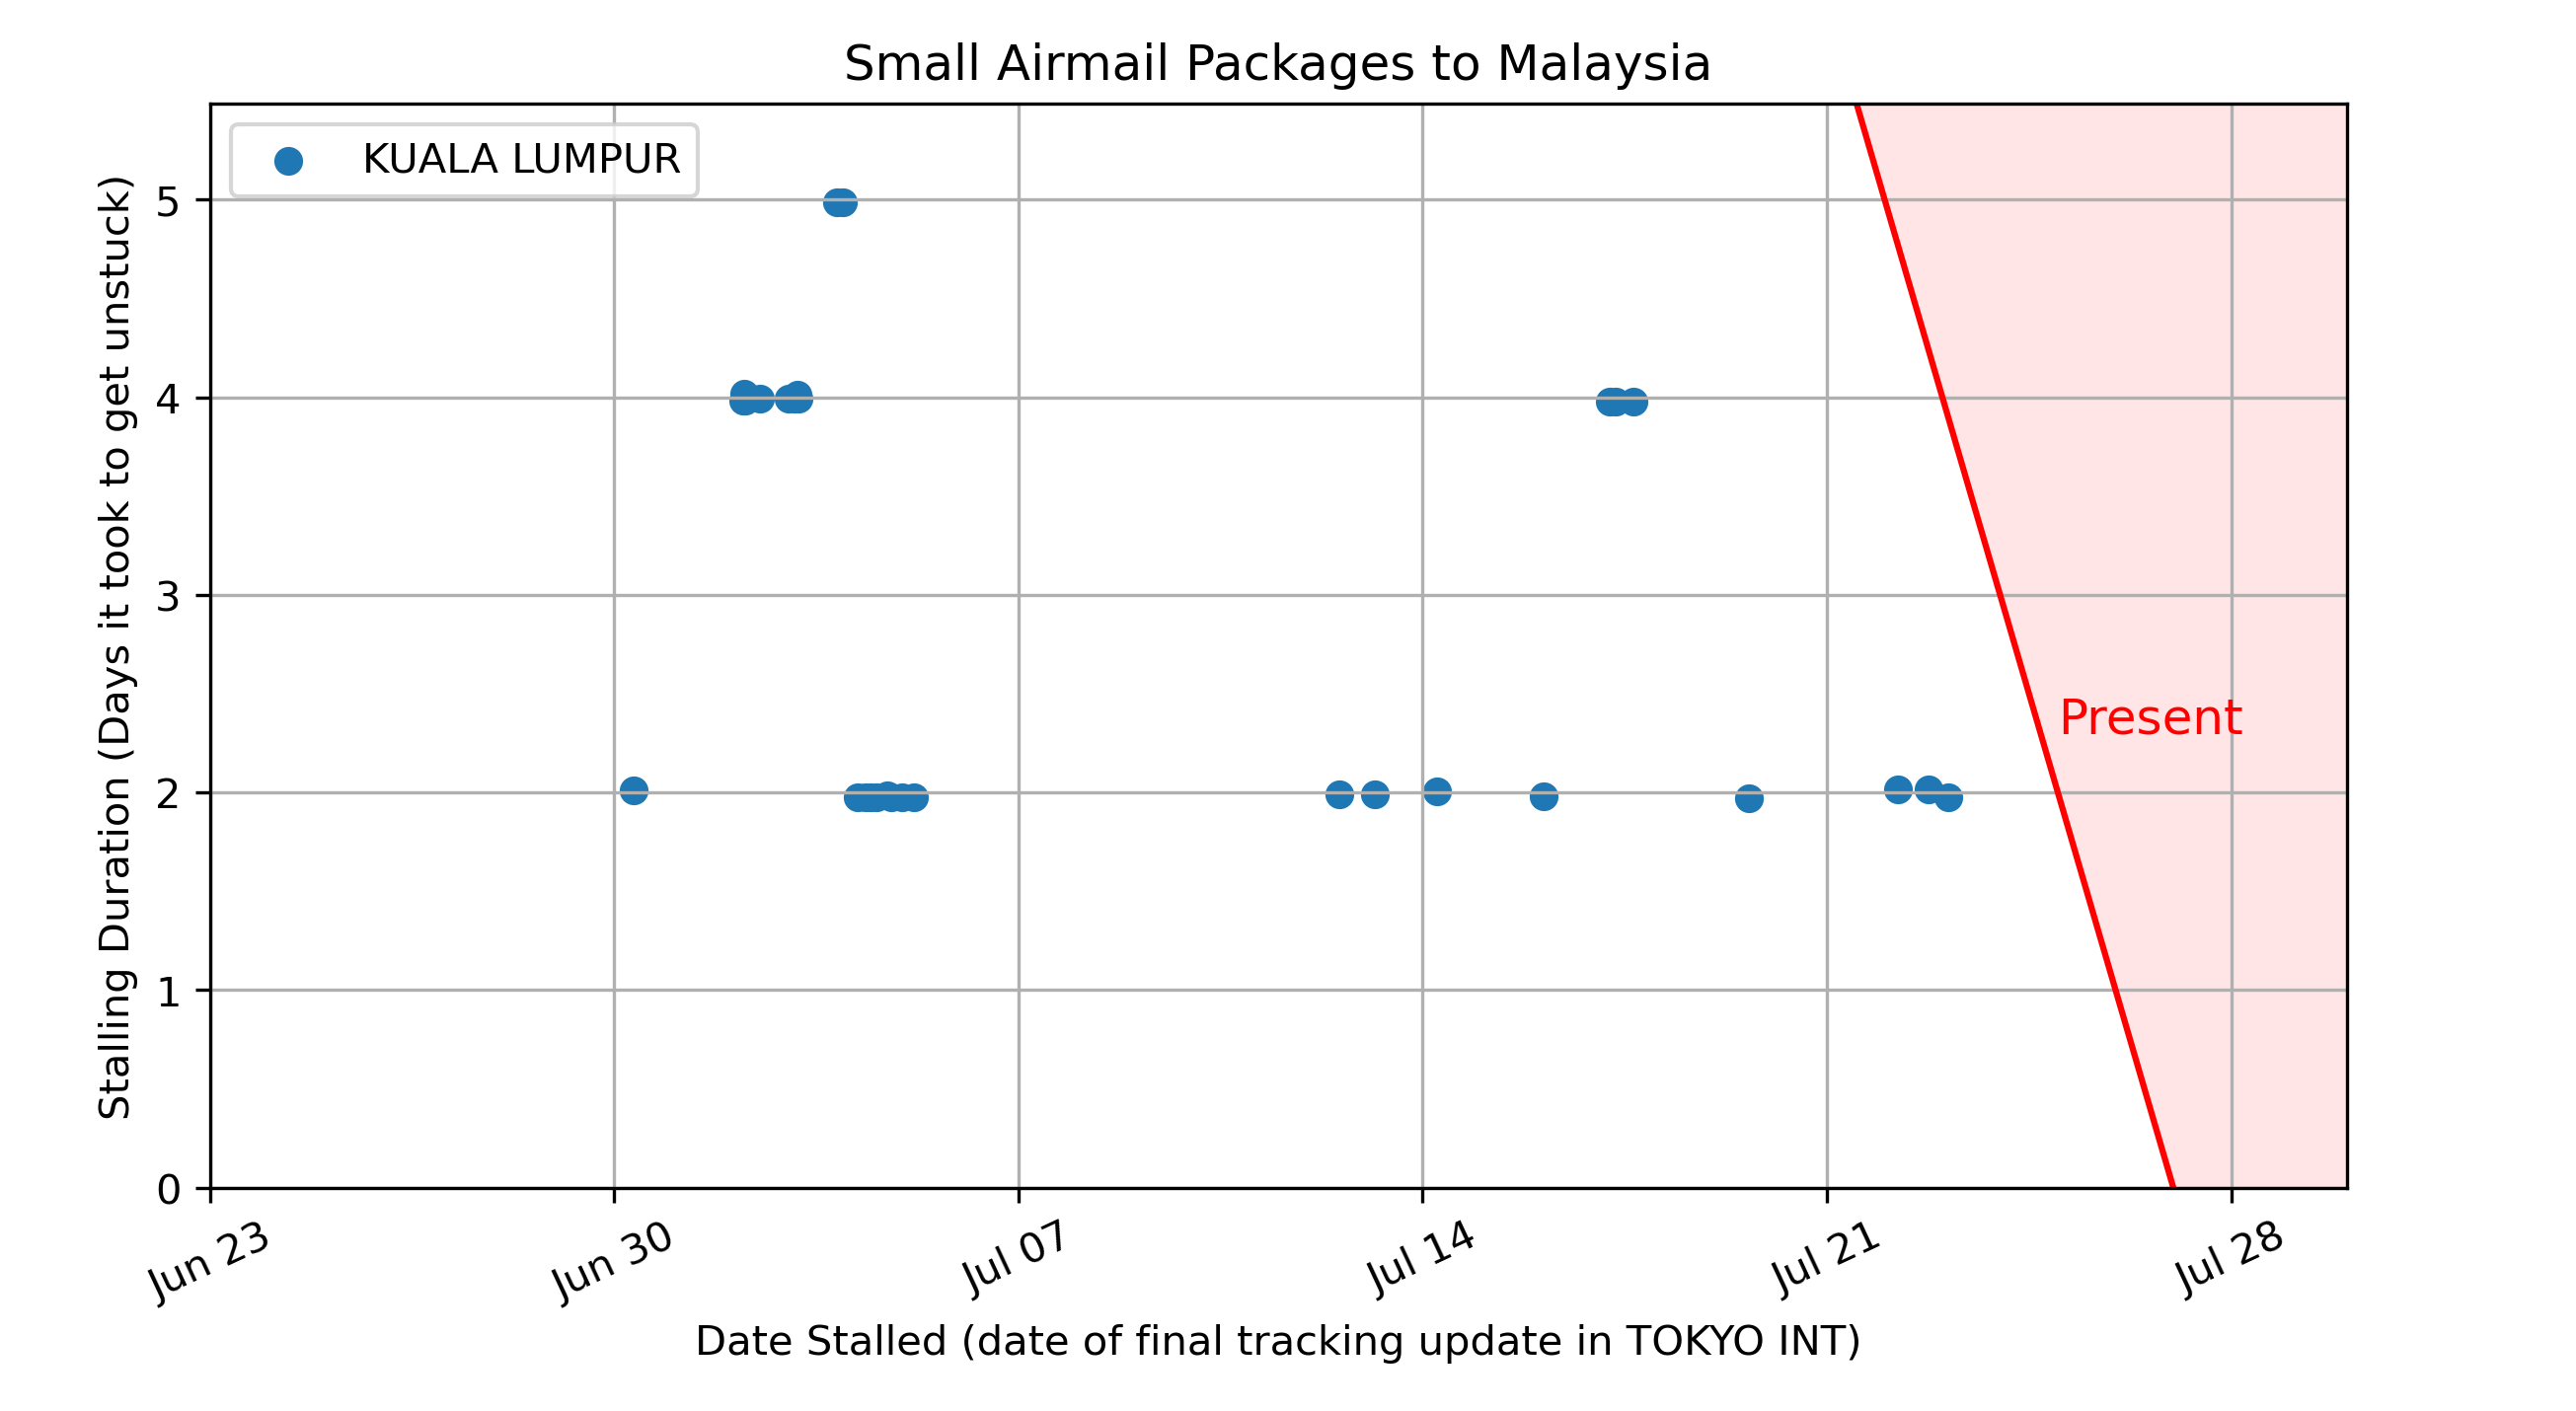 Small Airmail Packages to Malaysia
KUALA LUMPUR
Stalling Duration (Days it took to get unstuck)
5
4
3
2
1
0
Present
Jun 23
Jun 30
Jul 07
Jul 14
Jul 21
Jul 28
Date Stalled (date of final tracking update in TOKYO INT)